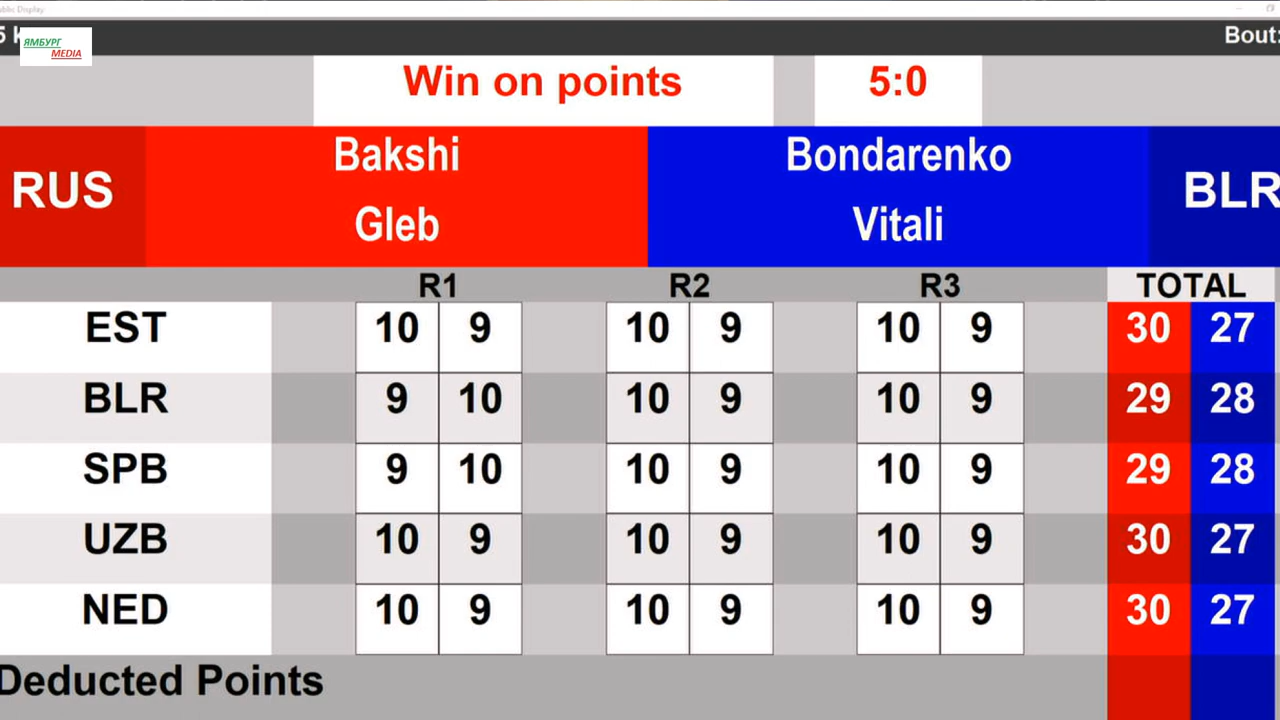 Public Display
5 k
ЯМБУРГ
MEDIA
Bout:
Win on points 5:0
RUS Bakshi Gleb Bondarenko Vitali BLR
R1 R2 R3 TOTAL
EST 10 9 10 9 10 9 30 27
BLR 9 10 10 9 10 9 29 28
SPB 9 10 10 9 10 9 29 28
UZB 10 9 10 9 10 9 30 27
NED 10 9 10 9 10 9 30 27
Deducted Points